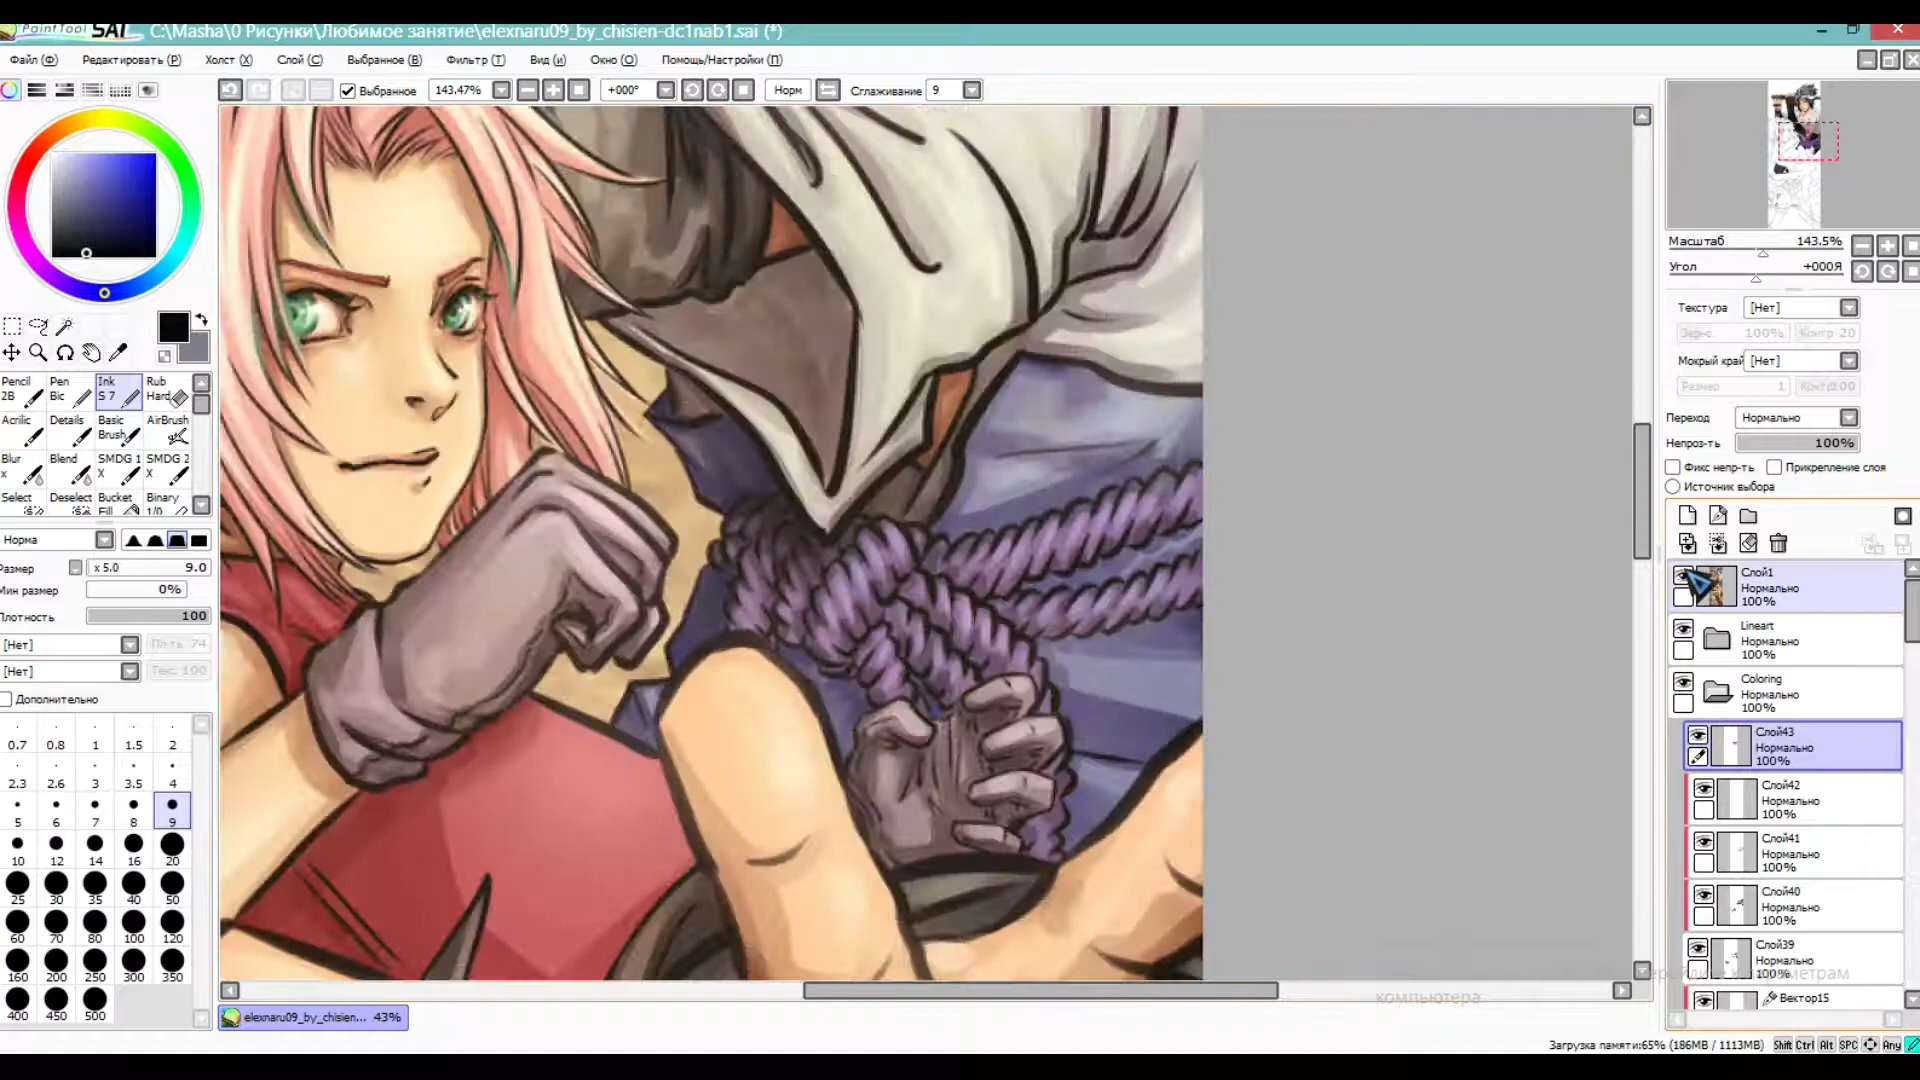 PaintTool SAI C:\Masha\0 Рисунки\Любимое занятие\elexnaru09_by_chisien-dc1nab1.sai (*)
Файл (Ф) Редактировать (Р) Холст (X) Слой (C) Выбранное (В) Фильтр (T) Вид (и) Окно (О) Помощь/Настройки (П)
Выбранное 143.47% +000° Норм Сглаживание 9
Масштаб 143.5%
Угол +000Я
Текстура [Нет]
Зерно 100% Контр 20
Мокрый край [Нет]
Размер 1 Контр 100
Переход Нормально
Непроз-ть 100%
Фикс непр-ть Прикрепление слоя
Источник выбора
Pencil 2B
Pen Bic
Ink S 7
Rub Hard
Acrilic
Details
Basic Brush
AirBrush
Blur x
Blend
SMDG 1 X
SMDG 2 X
Select
Deselect
Bucket Fill
Binary 1/0
Норма
Размер x 5.0 9.0
Мин размер 0%
Плотность 100
[Нет] Пл-ть 74
[Нет] Текс. 100
Дополнительно
0.7 0.8 1 1.5 2
2.3 2.6 3 3.5 4
5 6 7 8 9
10 12 14 16 20
25 30 35 40 50
60 70 80 100 120
160 200 250 300 350
400 450 500
Слой1
Нормально
100%
Lineart
Нормально
100%
Coloring
Нормально
100%
Слой43
Нормально
100%
Слой42
Нормально
100%
Слой41
Нормально
100%
Слой40
Нормально
100%
Слой39
Нормально
100%
Вектор15
компьютера
elexnaru09_by_chisien... 43%
Загрузка памяти:65% (186MB / 1113MB) Shift Ctrl Alt SPC Any